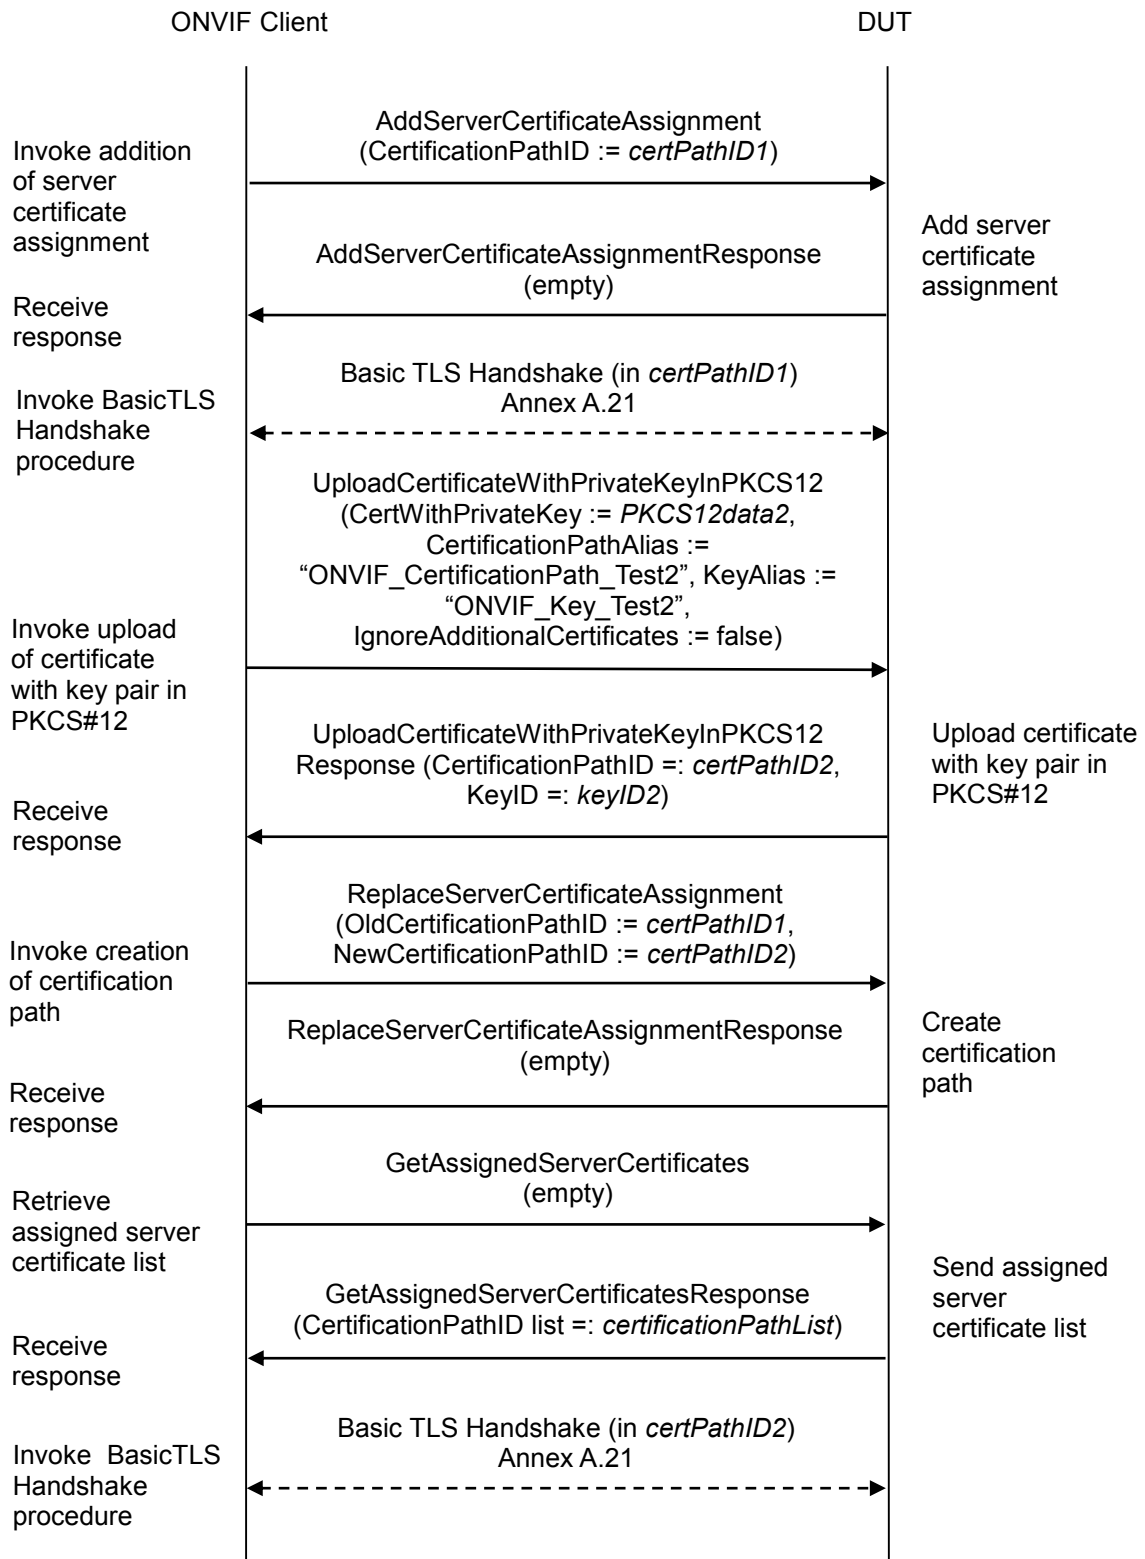 ONVIF Client
DUT
AddServerCertificateAssignment
(CertificationPathID := certPathID1)
Invoke addition
of server
certificate
assignment
Add server
certificate
assignment
AddServerCertificateAssignmentResponse
(empty)
Receive
response
Basic TLS Handshake (in certPathID1)
Annex A.21
Invoke BasicTLS
Handshake
procedure
UploadCertificateWithPrivateKeyInPKCS12
(CertWithPrivateKey := PKCS12data2,
CertificationPathAlias :=
“ONVIF_CertificationPath_Test2”, KeyAlias :=
“ONVIF_Key_Test2”,
IgnoreAdditionalCertificates := false)
Invoke upload
of certificate
with key pair in
PKCS#12
UploadCertificateWithPrivateKeyInPKCS12
Response (CertificationPathID =: certPathID2,
KeyID =: keyID2)
Upload certificate
with key pair in
PKCS#12
Receive
response
ReplaceServerCertificateAssignment
(OldCertificationPathID := certPathID1,
NewCertificationPathID := certPathID2)
Invoke creation
of certification
path
ReplaceServerCertificateAssignmentResponse
(empty)
Create
certification
path
Receive
response
GetAssignedServerCertificates
(empty)
Retrieve
assigned server
certificate list
GetAssignedServerCertificatesResponse
(CertificationPathID list =: certificationPathList)
Send assigned
server
certificate list
Receive
response
Basic TLS Handshake (in certPathID2)
Annex A.21
Invoke  BasicTLS
Handshake
procedure